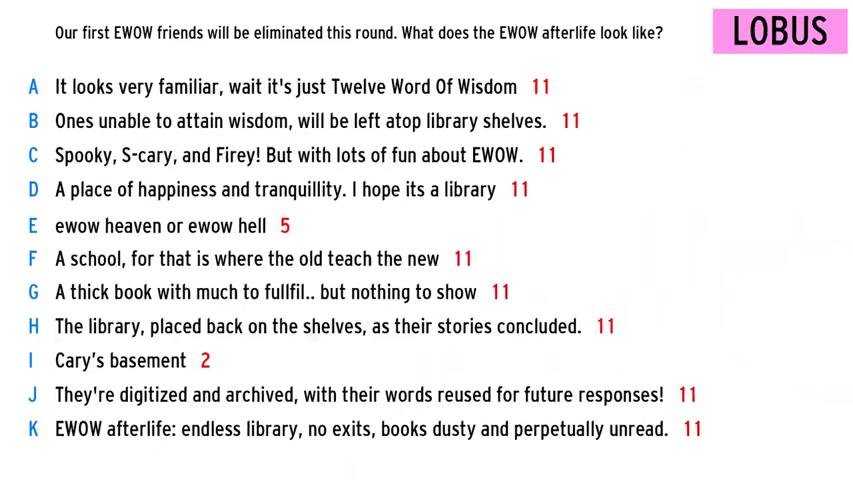 Our first EWOW friends will be eliminated this round. What does the EWOW afterlife look like?
LOBUS
A It looks very familiar, wait it's just Twelve Word Of Wisdom 11
B Ones unable to attain wisdom, will be left atop library shelves. 11
C Spooky, S-cary, and Firey! But with lots of fun about EWOW. 11
D A place of happiness and tranquillity. I hope its a library 11
E ewow heaven or ewow hell 5
F A school, for that is where the old teach the new 11
G A thick book with much to fullfil.. but nothing to show 11
H The library, placed back on the shelves, as their stories concluded. 11
I Cary's basement 2
J They're digitized and archived, with their words reused for future responses! 11
K EWOW afterlife: endless library, no exits, books dusty and perpetually unread. 11